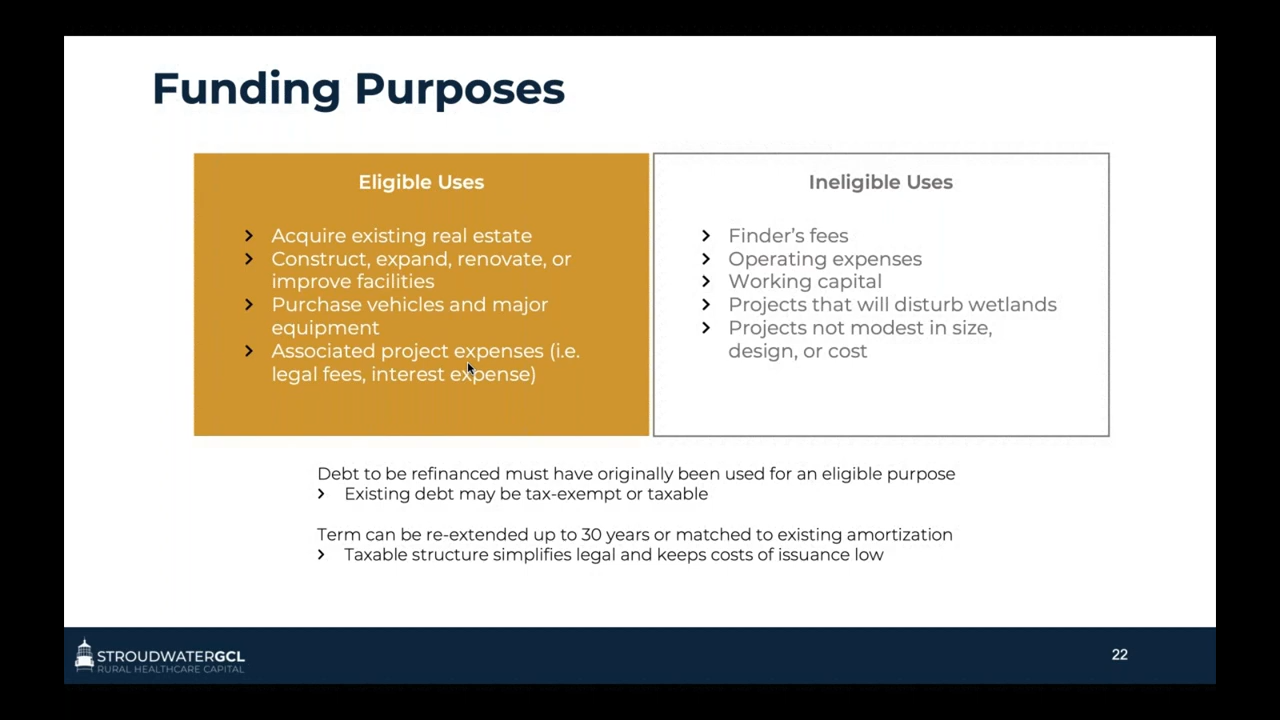 Funding Purposes
Eligible Uses
Acquire existing real estate
Construct, expand, renovate, or
improve facilities
Purchase vehicles and major
equipment
Associated project expenses (i.e.
legal fees, interest expense)
Ineligible Uses
Finder’s fees
Operating expenses
Working capital
Projects that will disturb wetlands
Projects not modest in size,
design, or cost
Debt to be refinanced must have originally been used for an eligible purpose
Existing debt may be tax-exempt or taxable
Term can be re-extended up to 30 years or matched to existing amortization
Taxable structure simplifies legal and keeps costs of issuance low
STROUDWATERGCL
RURAL HEALTHCARE CAPITAL
22